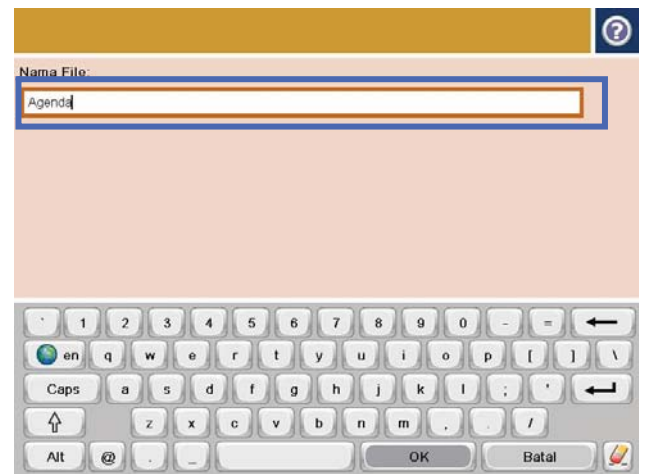 ?
Nama File:
Agenda
` 1 2 3 4 5 6 7 8 9 0 - =
en q w e r t y u i o p [ ] \
Caps a s d f g h j k l ; '
z x c v b n m , . /
Alt @ . _ OK Batal